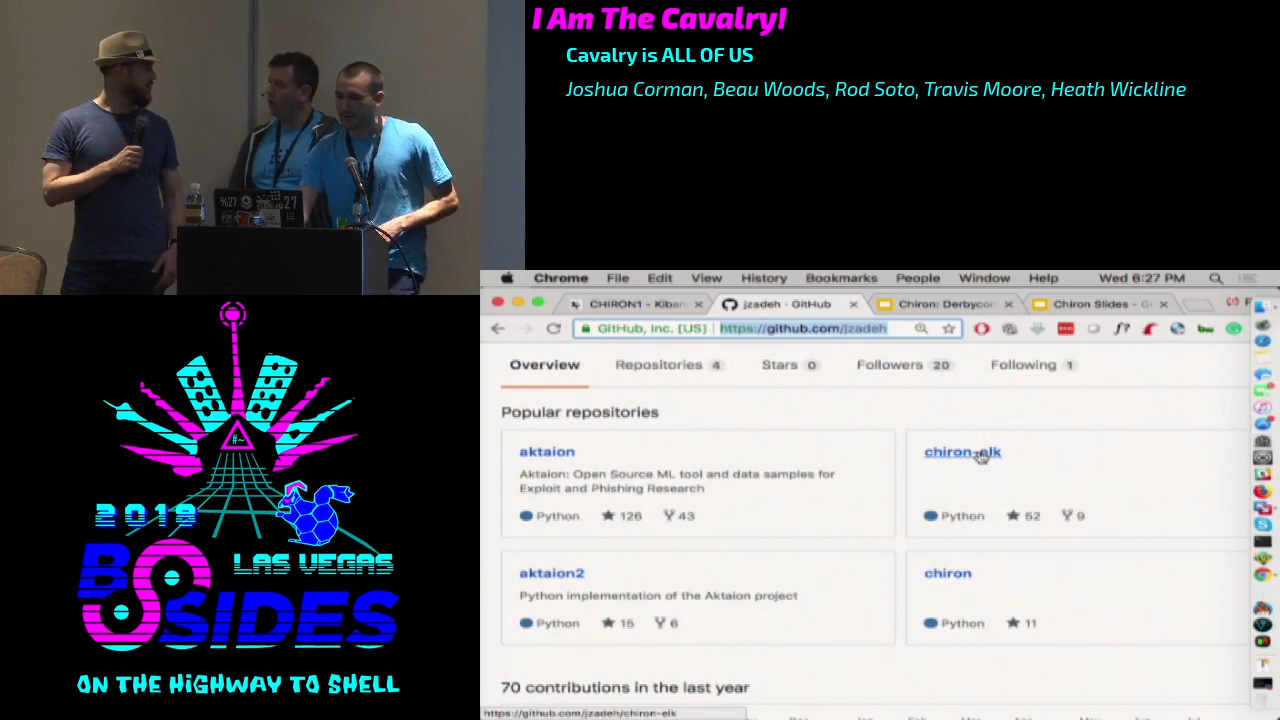 I Am The Cavalry!
Cavalry is ALL OF US
Joshua Corman, Beau Woods, Rod Soto, Travis Moore, Heath Wickline
Chrome File Edit View History Bookmarks People Window Help Wed 6:27 PM
CHIRON1 - Kiban
jzadeh · GitHub
Chiron: Derbycon
Chiron Slides - G
GitHub, Inc. [US] https://github.com/jzadeh
Overview Repositories 4 Stars 0 Followers 20 Following 1
Popular repositories
aktaion
Aktaion: Open Source ML tool and data samples for
Exploit and Phishing Research
Python 126 43
chiron-elk
Python 52 9
aktaion2
Python implementation of the Aktaion project
Python 15 6
chiron
Python 11
70 contributions in the last year
https://github.com/jzadeh/chiron-elk
#~
2018
BSIDES
LAS VEGAS
ON THE HIGHWAY TO SHELL